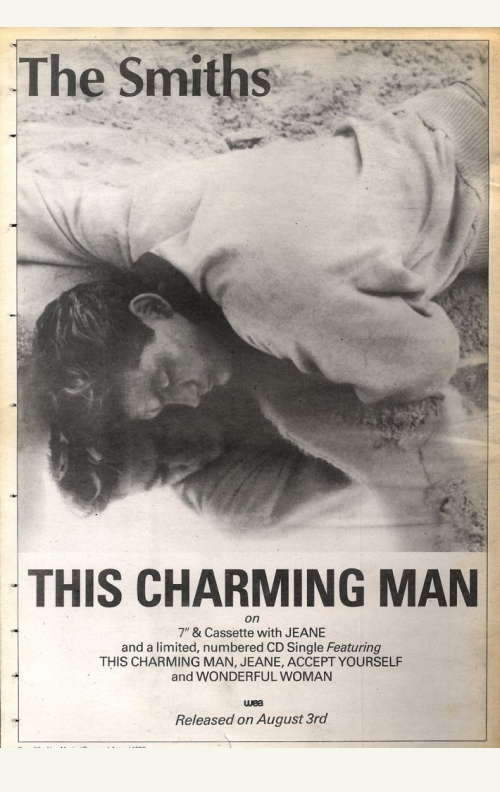 The Smiths
THIS CHARMING MAN
on
7" & Cassette with JEANE
and a limited, numbered CD Single Featuring
THIS CHARMING MAN, JEANE, ACCEPT YOURSELF
and WONDERFUL WOMAN
wea
Released on August 3rd